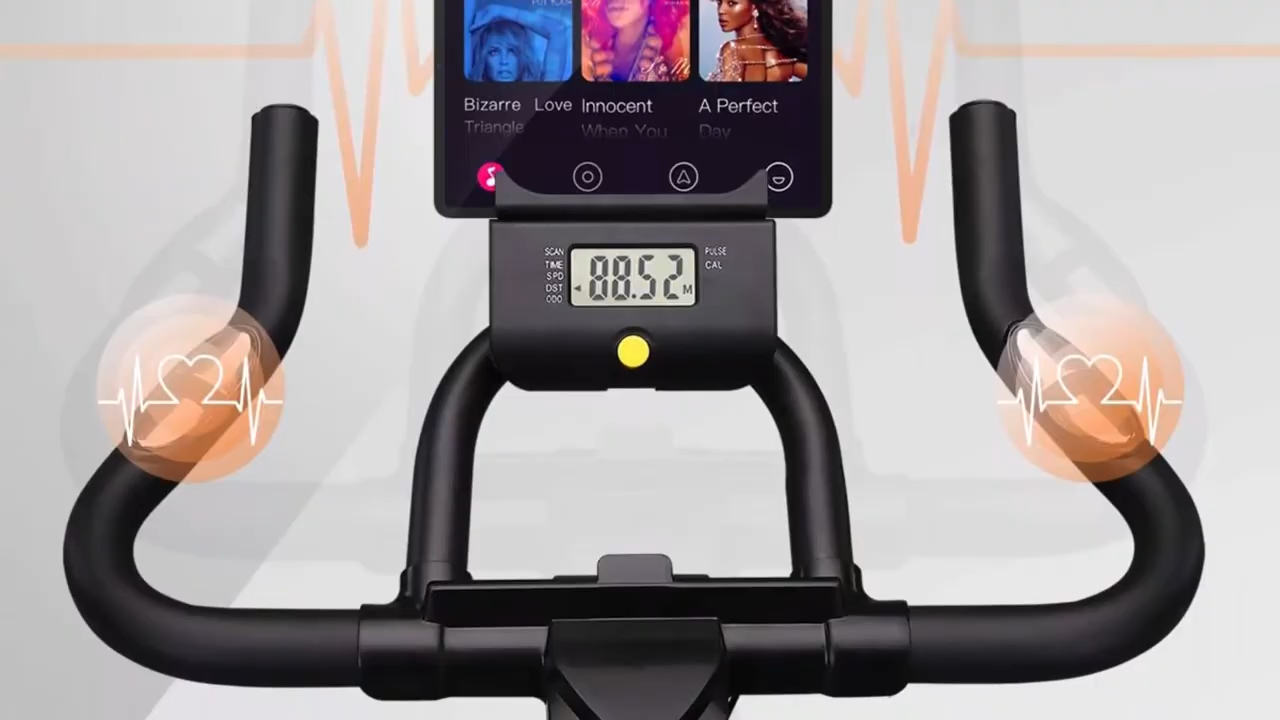 Bizarre Love
Triangle
Innocent
When You
A Perfect
Day
SCAN
TIME
SPD
DST
ODO
88.52
M
PULSE
CAL